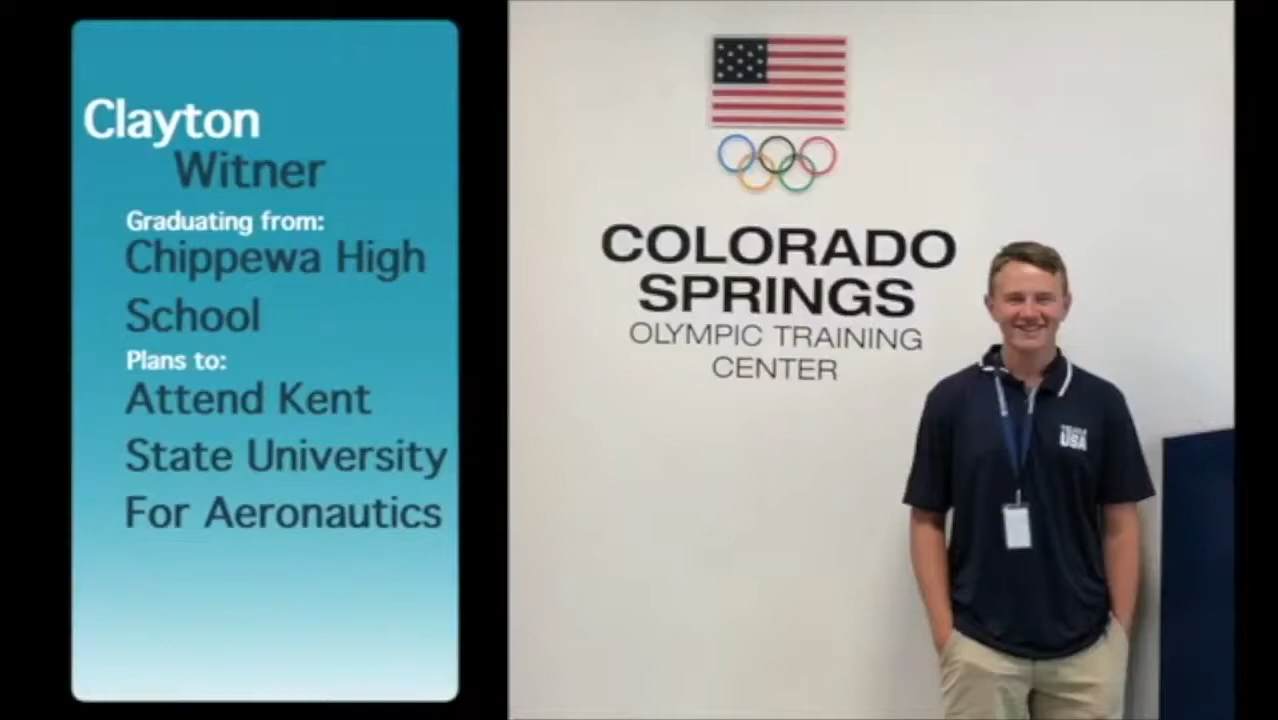 Clayton
Witner
Graduating from:
Chippewa High
School
Plans to:
Attend Kent
State University
For Aeronautics
COLORADO
SPRINGS
OLYMPIC TRAINING
CENTER
USA